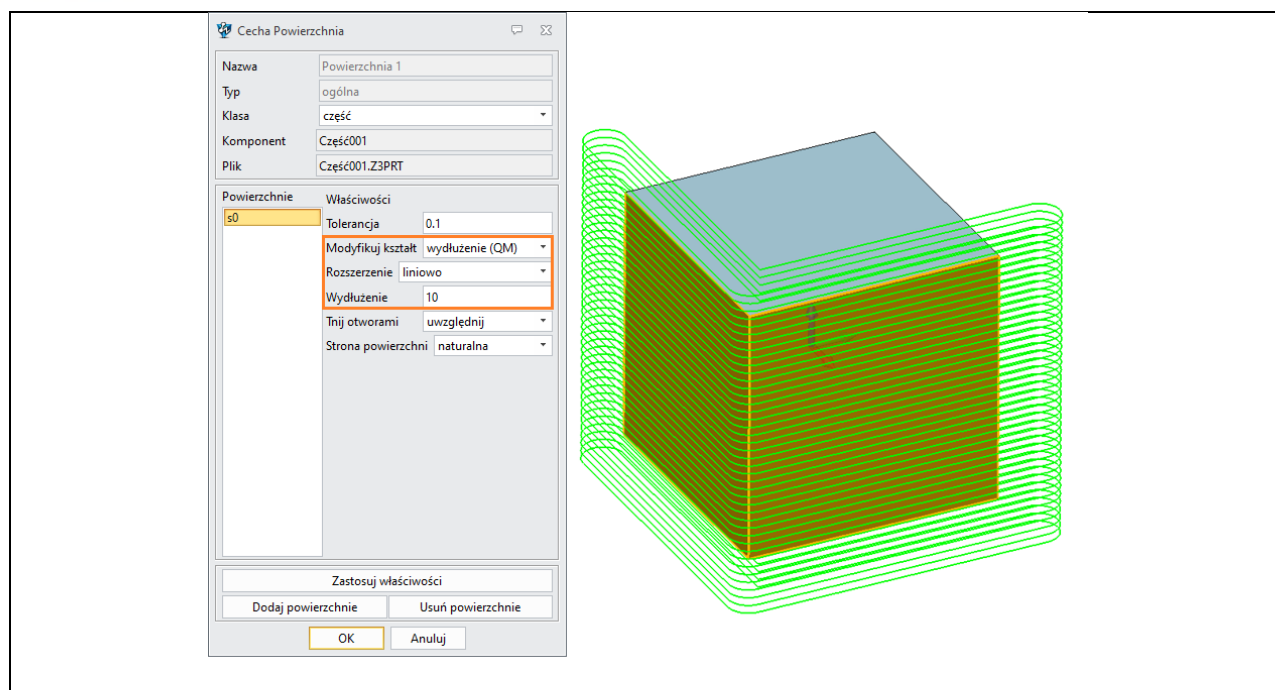 Cecha Powierzchnia
Nazwa Powierzchnia 1
Typ ogólna
Klasa część
Komponent Część001
Plik Część001.Z3PRT
Powierzchnie Właściwości
s0
Tolerancja 0.1
Modyfikuj kształt wydłużenie (QM)
Rozszerzenie liniowo
Wydłużenie 10
Tnij otworami uwzględnij
Strona powierzchni naturalna
Zastosuj właściwości
Dodaj powierzchnie Usuń powierzchnie
OK Anuluj